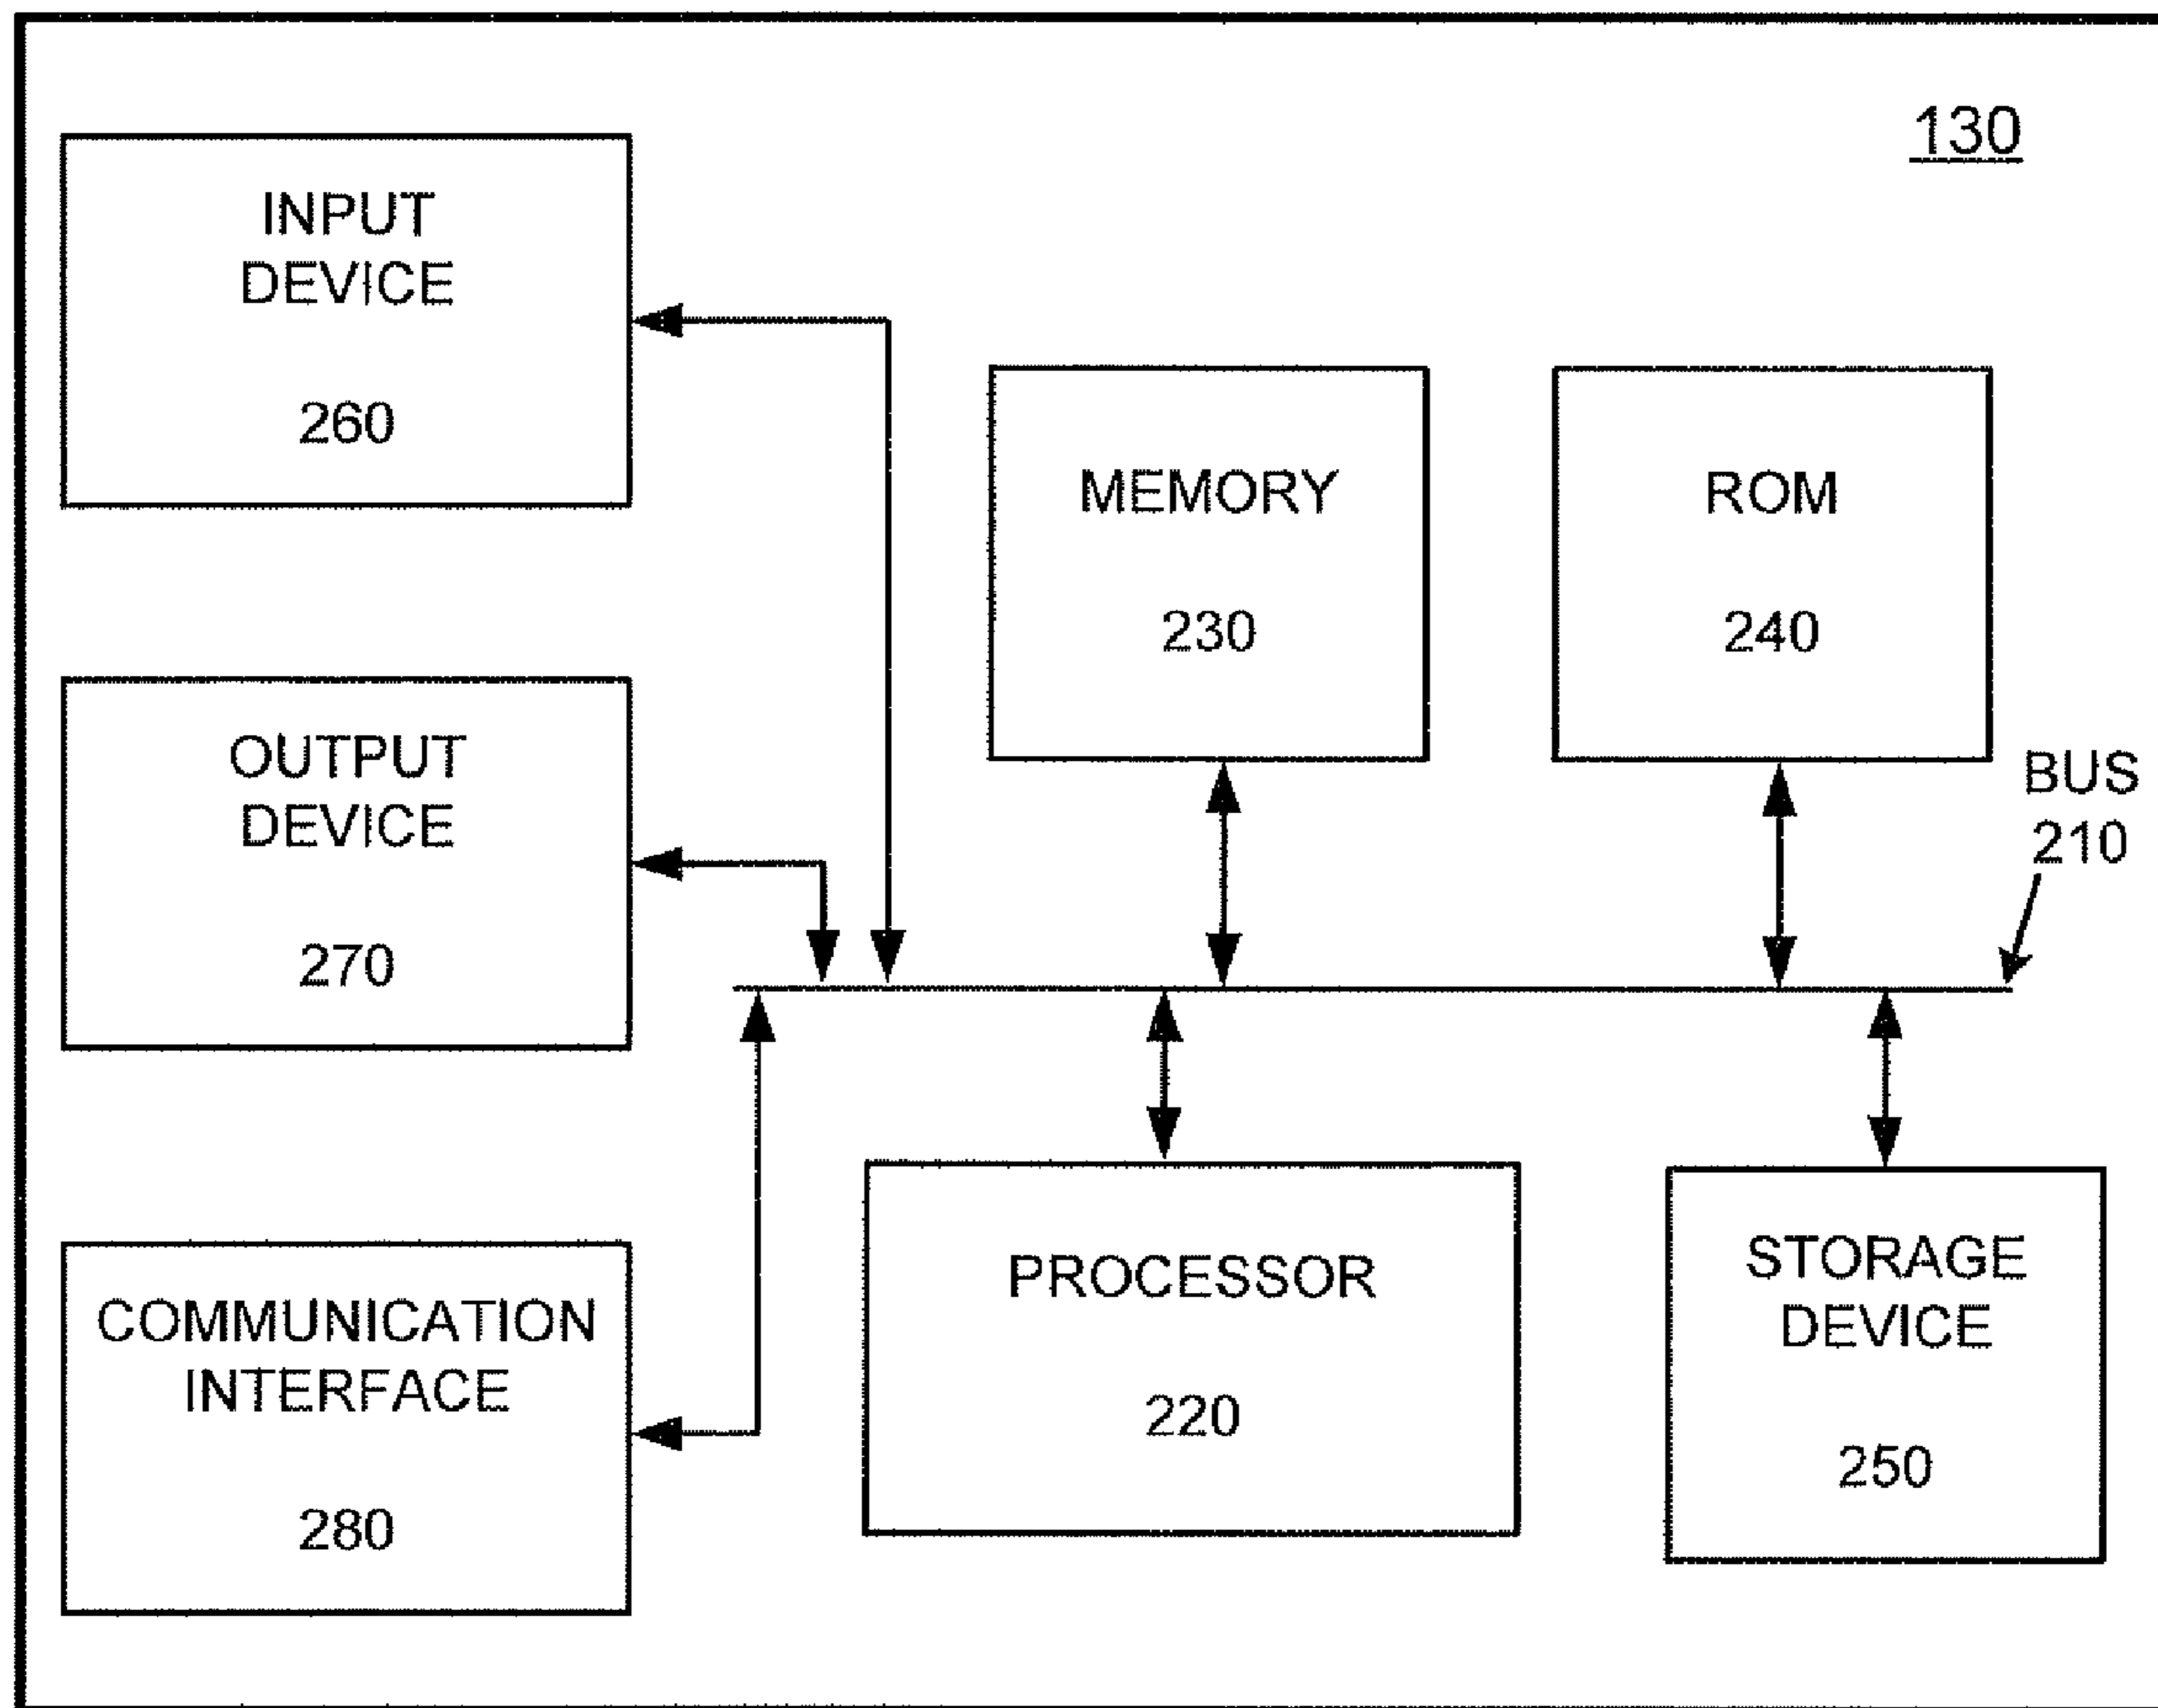 130
INPUT
DEVICE
260
MEMORY
230
ROM
240
OUTPUT
DEVICE
270
BUS
210
COMMUNICATION
INTERFACE
280
PROCESSOR
220
STORAGE
DEVICE
250